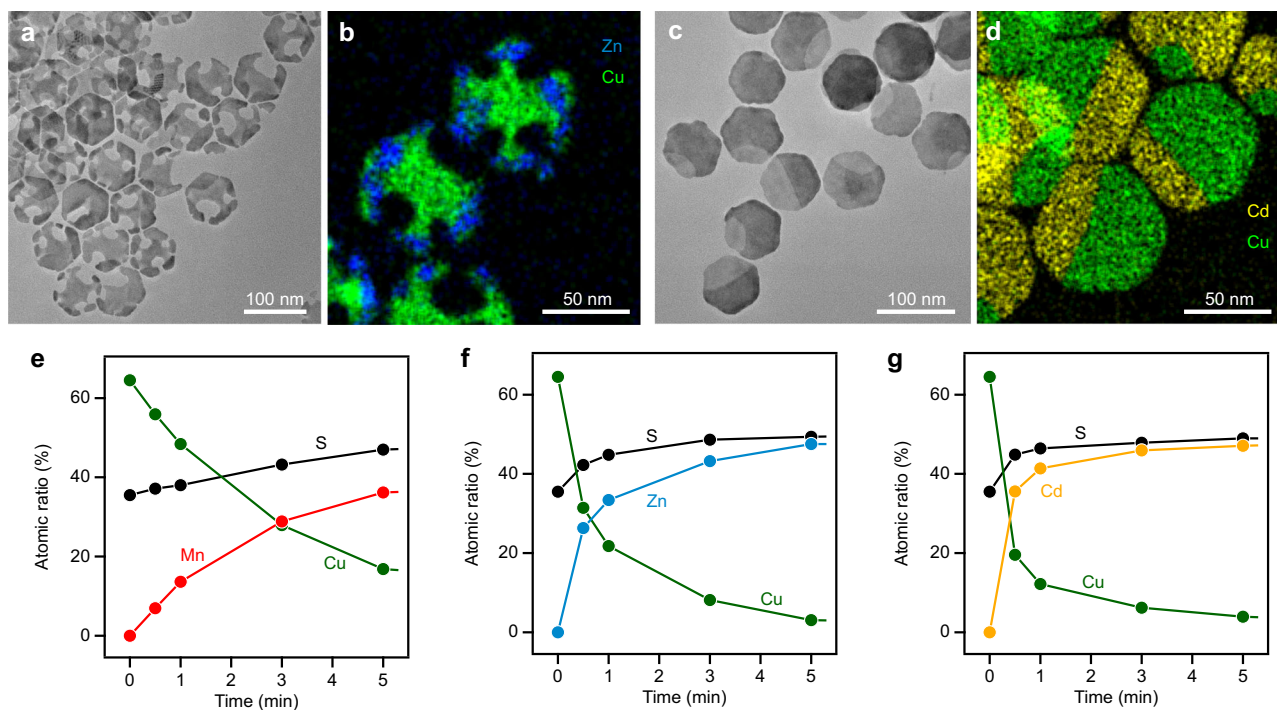 a
100 nm
b
Zn
Cu
50 nm
c
100 nm
d
Cd
Cu
50 nm
e
Atomic ratio (%)
60
40
20
0
S
Mn
Cu
0 1 2 3 4 5
Time (min)
f
Atomic ratio (%)
60
40
20
0
S
Zn
Cu
0 1 2 3 4 5
Time (min)
g
Atomic ratio (%)
60
40
20
0
S
Cd
Cu
0 1 2 3 4 5
Time (min)